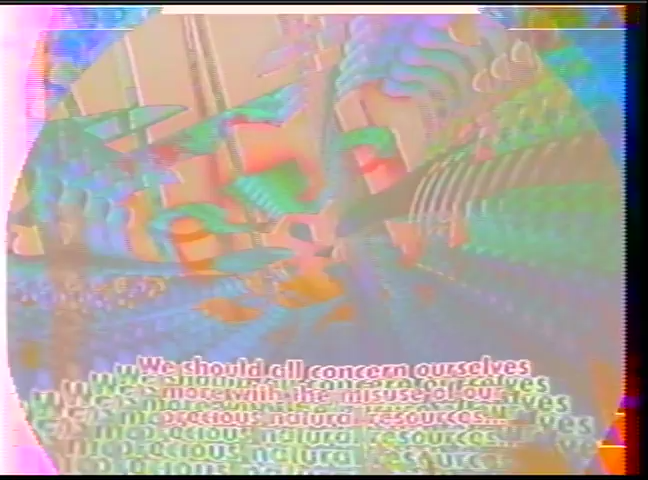 We should all concern ourselves
more with the misuse of our
precious natural resources...